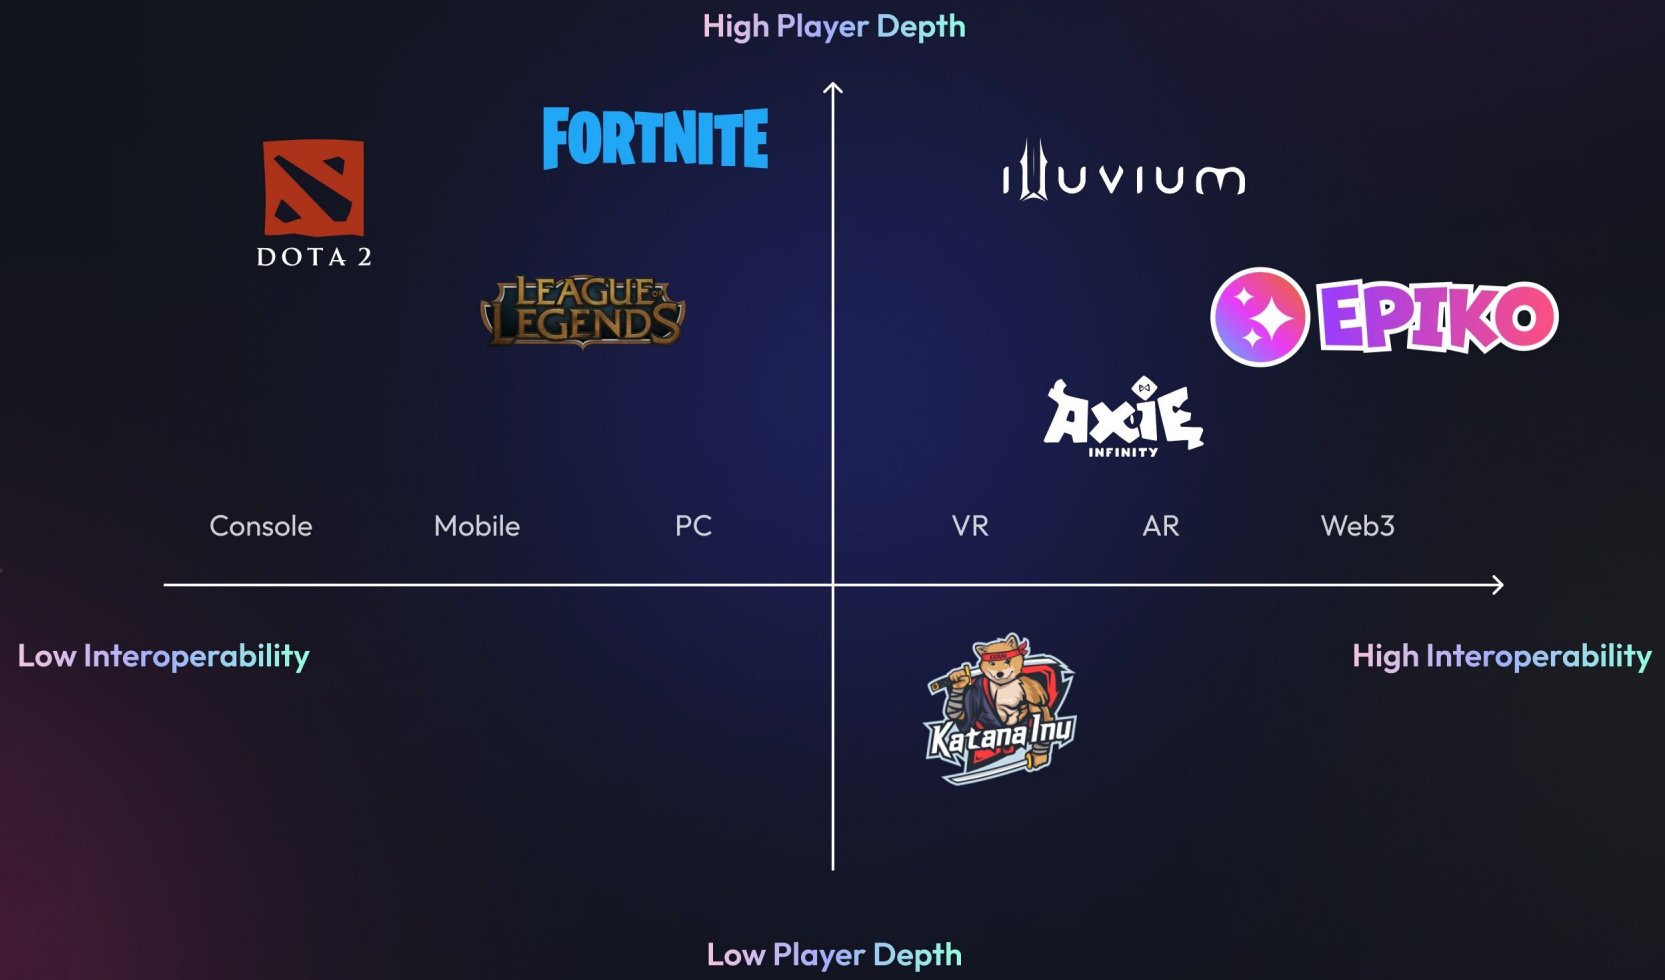 High Player Depth
FORTNITE
DOTA 2
illuvium
LEAGUE OF
LEGENDS
EPIKO
AXIE
INFINITY
Console Mobile PC VR AR Web3
Low Interoperability High Interoperability
Katana Inu
Low Player Depth